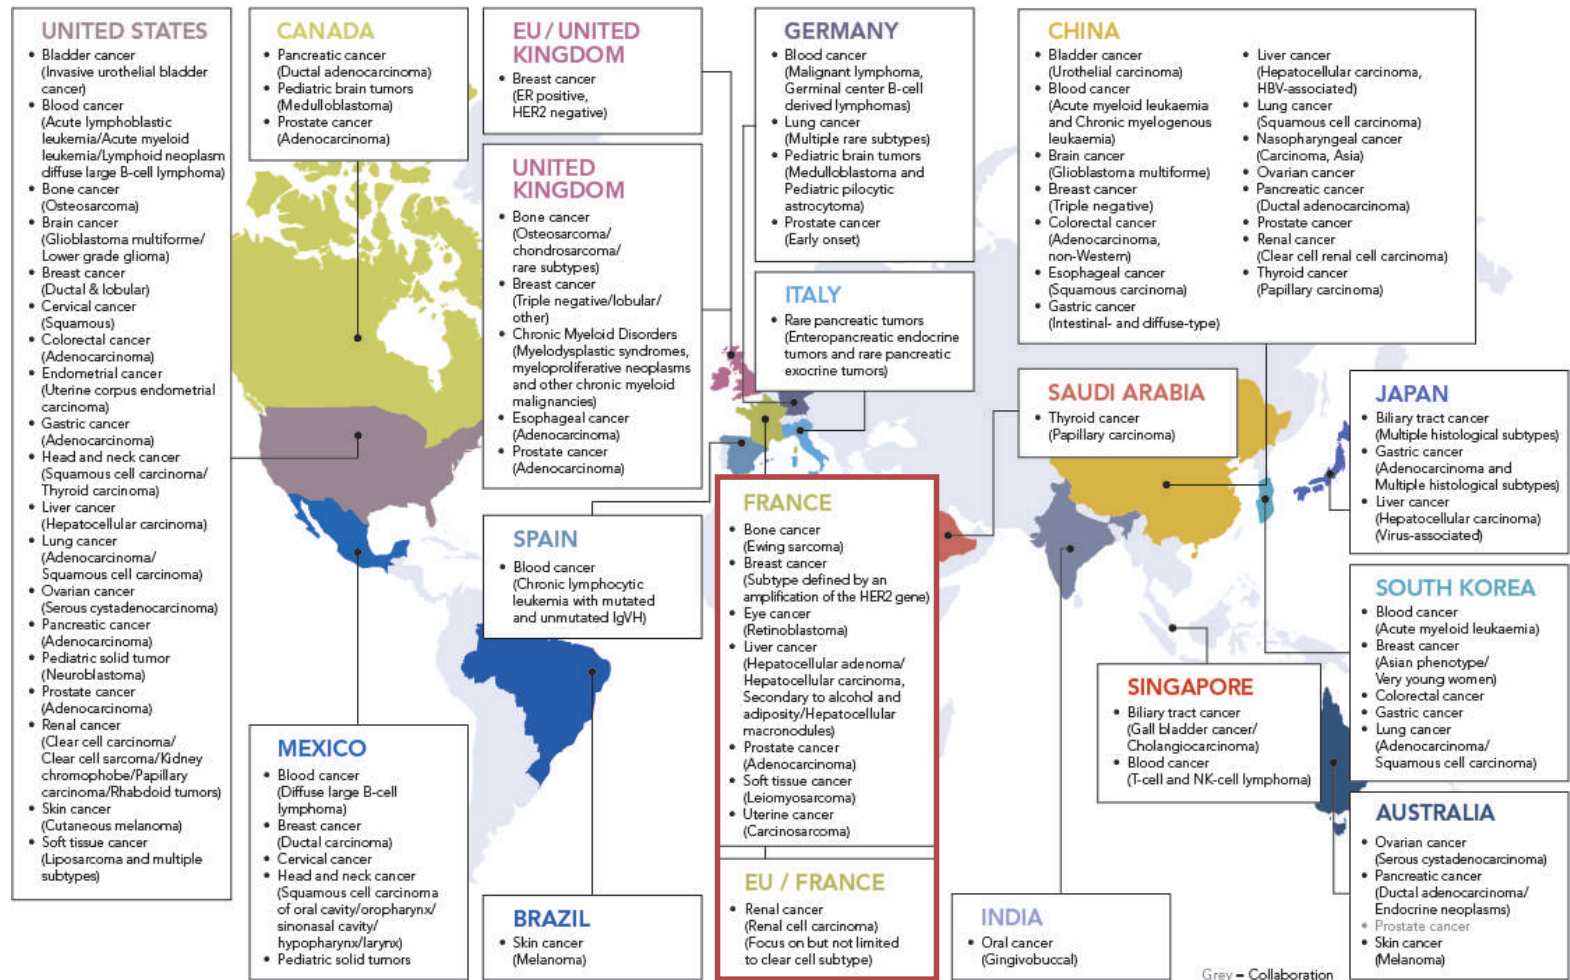 UNITED STATES
• Bladder cancer
(Invasive urothelial bladder
cancer)
• Blood cancer
(Acute lymphoblastic
leukemia/Acute myeloid
leukemia/Lymphoid neoplasm
diffuse large B-cell lymphoma)
• Bone cancer
(Osteosarcoma)
• Brain cancer
(Glioblastoma multiforme/
Lower grade glioma)
• Breast cancer
(Ductal & lobular)
• Cervical cancer
(Squamous)
• Colorectal cancer
(Adenocarcinoma)
• Endometrial cancer
(Uterine corpus endometrial
carcinoma)
• Gastric cancer
(Adenocarcinoma)
• Head and neck cancer
(Squamous cell carcinoma/
Thyroid carcinoma)
• Liver cancer
(Hepatocellular carcinoma)
• Lung cancer
(Adenocarcinoma/
Squamous cell carcinoma)
• Ovarian cancer
(Serous cystadenocarcinoma)
• Pancreatic cancer
(Adenocarcinoma)
• Pediatric solid tumor
(Neuroblastoma)
• Prostate cancer
(Adenocarcinoma)
• Renal cancer
(Clear cell carcinoma/
Clear cell sarcoma/Kidney
chromophobe/Papillary
carcinoma/Rhabdoid tumors)
• Skin cancer
(Cutaneous melanoma)
• Soft tissue cancer
(Liposarcoma and multiple
subtypes)
CANADA
• Pancreatic cancer
(Ductal adenocarcinoma)
• Pediatric brain tumors
(Medulloblastoma)
• Prostate cancer
(Adenocarcinoma)
MEXICO
• Blood cancer
(Diffuse large B-cell
lymphoma)
• Breast cancer
(Ductal carcinoma)
• Cervical cancer
• Head and neck cancer
(Squamous cell carcinoma
of oral cavity/oropharynx/
sinonasal cavity/
hypopharynx/larynx)
• Pediatric solid tumors
EU / UNITED
KINGDOM
• Breast cancer
(ER positive,
HER2 negative)
UNITED
KINGDOM
• Bone cancer
(Osteosarcoma/
chondrosarcoma/
rare subtypes)
• Breast cancer
(Triple negative/lobular/
other)
• Chronic Myeloid Disorders
(Myelodysplastic syndromes,
myeloproliferative neoplasms
and other chronic myeloid
malignancies)
• Esophageal cancer
(Adenocarcinoma)
• Prostate cancer
(Adenocarcinoma)
SPAIN
• Blood cancer
(Chronic lymphocytic
leukemia with mutated
and unmutated IgVH)
BRAZIL
• Skin cancer
(Melanoma)
GERMANY
• Blood cancer
(Malignant lymphoma,
Germinal center B-cell
derived lymphomas)
• Lung cancer
(Multiple rare subtypes)
• Pediatric brain tumors
(Medulloblastoma and
Pediatric pilocytic
astrocytoma)
• Prostate cancer
(Early onset)
ITALY
• Rare pancreatic tumors
(Enteropancreatic endocrine
tumors and rare pancreatic
exocrine tumors)
FRANCE
• Bone cancer
(Ewing sarcoma)
• Breast cancer
(Subtype defined by an
amplification of the HER2 gene)
• Eye cancer
(Retinoblastoma)
• Liver cancer
(Hepatocellular adenoma/
Hepatocellular carcinoma,
Secondary to alcohol and
adiposity/Hepatocellular
macronodules)
• Prostate cancer
(Adenocarcinoma)
• Soft tissue cancer
(Leiomyosarcoma)
• Uterine cancer
(Carcinosarcoma)
EU / FRANCE
• Renal cancer
(Renal cell carcinoma)
(Focus on but not limited
to clear cell subtype)
CHINA
• Bladder cancer
(Urothelial carcinoma)
• Blood cancer
(Acute myeloid leukaemia
and Chronic myelogenous
leukaemia)
• Brain cancer
(Glioblastoma multiforme)
• Breast cancer
(Triple negative)
• Colorectal cancer
(Adenocarcinoma,
non-Western)
• Esophageal cancer
(Squamous carcinoma)
• Gastric cancer
(Intestinal- and diffuse-type)
• Liver cancer
(Hepatocellular carcinoma,
HBV-associated)
• Lung cancer
(Squamous cell carcinoma)
• Nasopharyngeal cancer
(Carcinoma, Asia)
• Ovarian cancer
• Pancreatic cancer
(Ductal adenocarcinoma)
• Prostate cancer
• Renal cancer
(Clear cell renal cell carcinoma)
• Thyroid cancer
(Papillary carcinoma)
SAUDI ARABIA
• Thyroid cancer
(Papillary carcinoma)
JAPAN
• Biliary tract cancer
(Multiple histological subtypes)
• Gastric cancer
(Adenocarcinoma and
Multiple histological subtypes)
• Liver cancer
(Hepatocellular carcinoma)
(Virus-associated)
SOUTH KOREA
• Blood cancer
(Acute myeloid leukaemia)
• Breast cancer
(Asian phenotype/
Very young women)
• Colorectal cancer
• Gastric cancer
• Lung cancer
(Adenocarcinoma/
Squamous cell carcinoma)
SINGAPORE
• Biliary tract cancer
(Gall bladder cancer/
Cholangiocarcinoma)
• Blood cancer
(T-cell and NK-cell lymphoma)
AUSTRALIA
• Ovarian cancer
(Serous cystadenocarcinoma)
• Pancreatic cancer
(Ductal adenocarcinoma/
Endocrine neoplasms)
• Prostate cancer
• Skin cancer
(Melanoma)
INDIA
• Oral cancer
(Gingivobuccal)
Grey – Collaboration